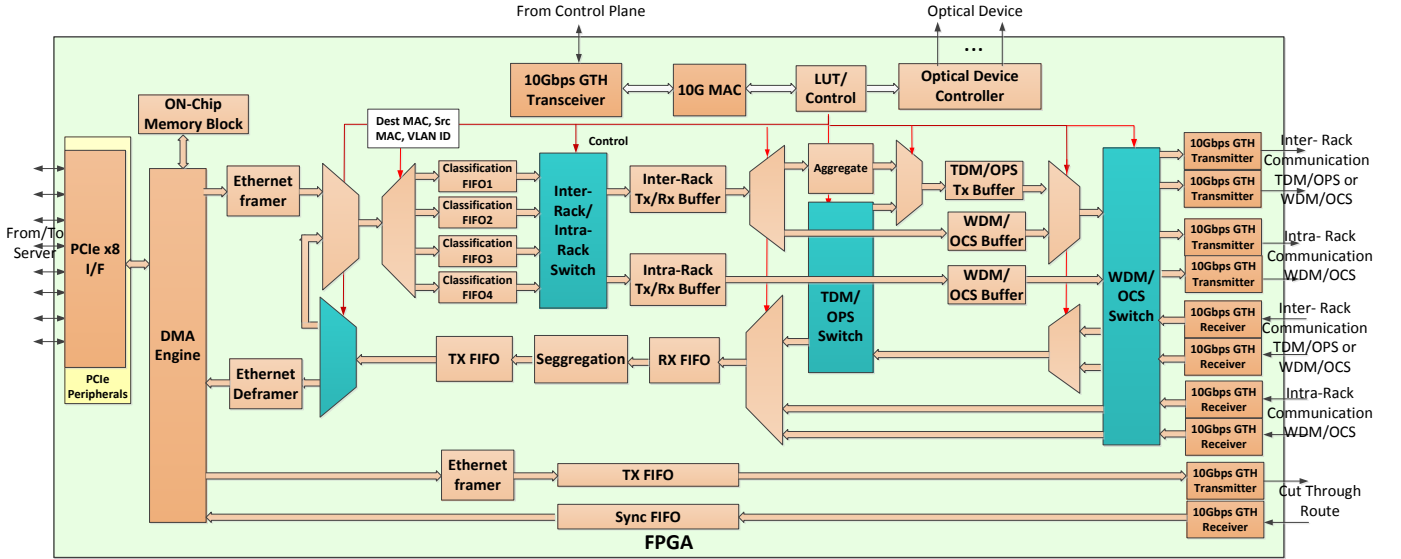 From Control Plane
Optical Device
...
10Gbps GTH
Transceiver
10G MAC
LUT/
Control
Optical Device
Controller
ON-Chip
Memory Block
Dest MAC, Src
MAC, VLAN ID
Control
From/To
Server
PCIe x8
I/F
PCIe
Peripherals
DMA
Engine
Ethernet
framer
Classification
FIFO1
Classification
FIFO2
Classification
FIFO3
Classification
FIFO4
Inter-
Rack/
Intra-
Rack
Switch
Inter-Rack
Tx/Rx Buffer
Intra-Rack
Tx/Rx Buffer
Aggregate
TDM/
OPS
Switch
TDM/OPS
Tx Buffer
WDM/
OCS Buffer
WDM/
OCS Buffer
WDM/
OCS
Switch
10Gbps GTH
Transmitter
10Gbps GTH
Transmitter
10Gbps GTH
Transmitter
10Gbps GTH
Transmitter
10Gbps GTH
Receiver
10Gbps GTH
Receiver
10Gbps GTH
Receiver
10Gbps GTH
Receiver
Inter- Rack
Communication
TDM/OPS or
WDM/OCS
Intra- Rack
Communication
WDM/OCS
Inter- Rack
Communication
TDM/OPS or
WDM/OCS
Intra-Rack
Communication
WDM/OCS
Ethernet
Deframer
TX FIFO
Seggregation
RX FIFO
Ethernet
framer
TX FIFO
10Gbps GTH
Transmitter
Sync FIFO
10Gbps GTH
Receiver
Cut Through
Route
FPGA